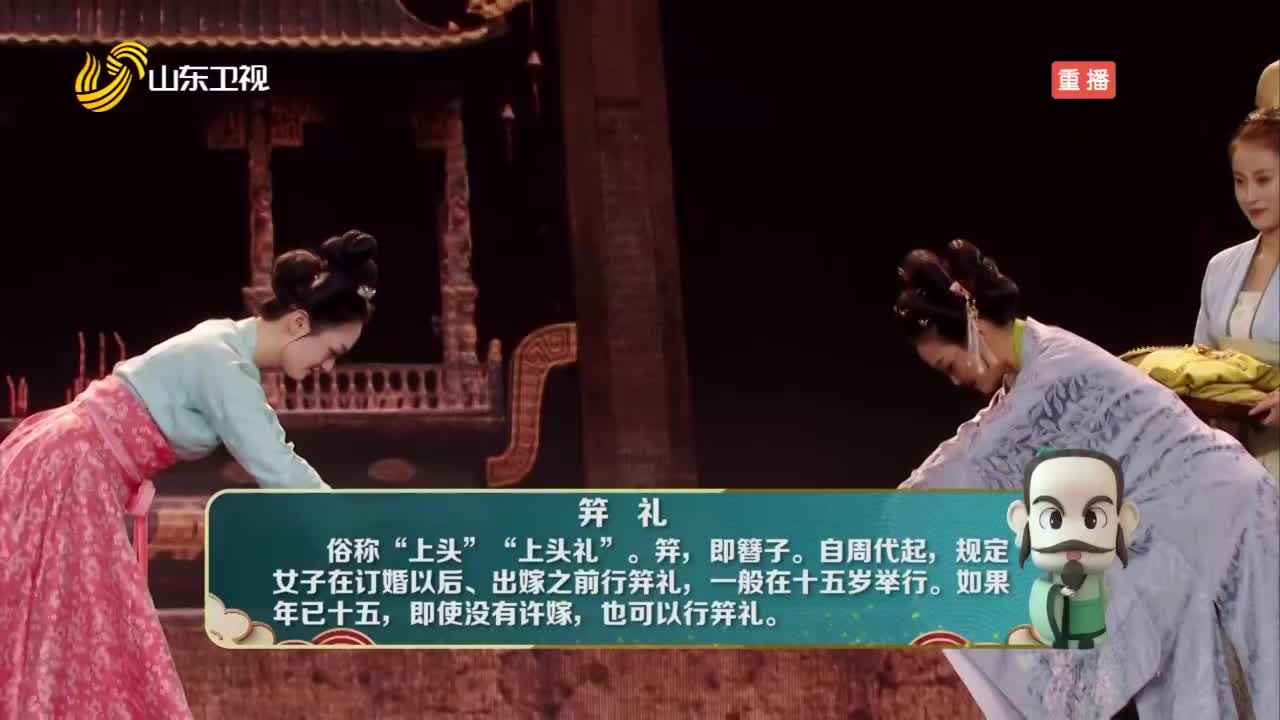 山东卫视
重播
笄 礼
俗称“上头”“上头礼”。笄，即簪子。自周代起，规定
女子在订婚以后、出嫁之前行笄礼，一般在十五岁举行。如果
年已十五，即使没有许嫁，也可以行笄礼。